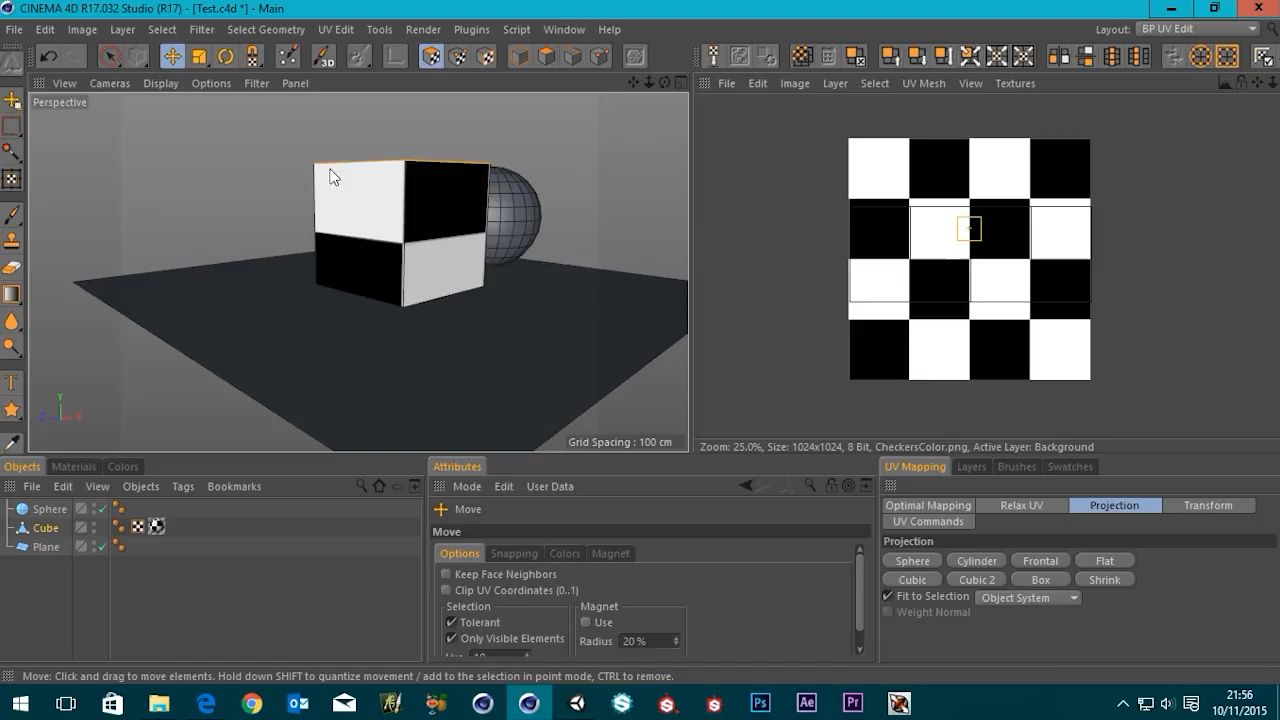 CINEMA 4D R17.032 Studio (R17) - [Test.c4d *] - Main
File Edit Image Layer Select Filter Select Geometry UV Edit Tools Render Plugins Script Window Help Layout: BP UV Edit
3D
View Cameras Display Options Filter Panel
File Edit Image Layer Select UV Mesh View Textures
Perspective
Y
Z X
Grid Spacing : 100 cm
Zoom: 25.0%, Size: 1024x1024, 8 Bit, CheckersColor.png, Active Layer: Background
Objects Materials Colors
Attributes
UV Mapping Layers Brushes Swatches
File Edit View Objects Tags Bookmarks
Mode Edit User Data
Sphere
Cube
Plane
Move
Move
Options Snapping Colors Magnet
Keep Face Neighbors
Clip UV Coordinates (0..1)
Selection
Tolerant
Only Visible Elements
Magnet
Use
Radius 20 %
Optimal Mapping Relax UV Projection Transform
UV Commands
Projection
Sphere Cylinder Frontal Flat
Cubic Cubic 2 Box Shrink
Fit to Selection Object System
Weight Normal
Move: Click and drag to move elements. Hold down SHIFT to quantize movement / add to the selection in point mode, CTRL to remove.
Ps Ae Pr
21:56
10/11/2015